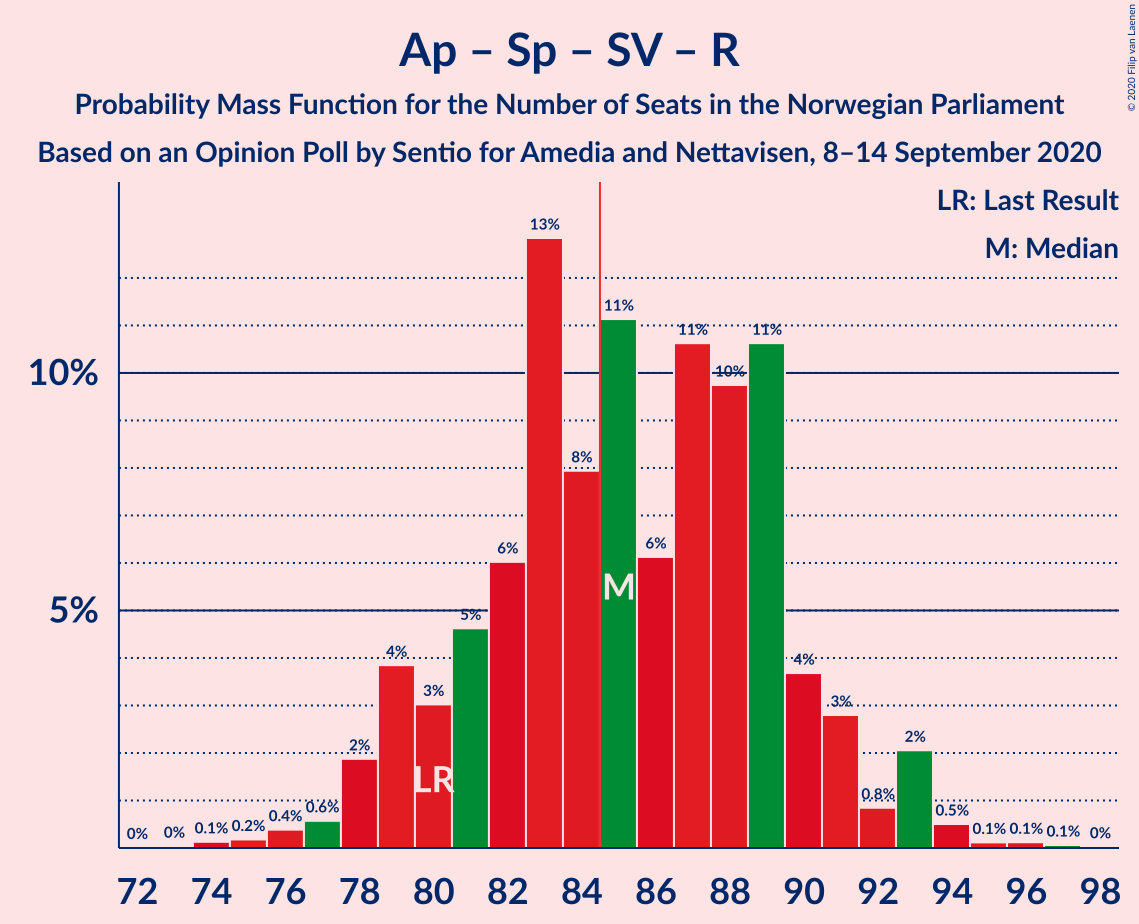 Ap – Sp – SV – R
Probability Mass Function for the Number of Seats in the Norwegian Parliament
Based on an Opinion Poll by Sentio for Amedia and Nettavisen, 8–14 September 2020
© 2020 Filip van Laenen
LR: Last Result
M: Median
10%
5%
0% 0% 0.1% 0.2% 0.4% 0.6% 2% 4% 3% 5% 6% 13% 8% 11% 6% 11% 10% 11% 4% 3% 0.8% 2% 0.5% 0.1% 0.1% 0.1% 0%
M
LR
72 74 76 78 80 82 84 86 88 90 92 94 96 98